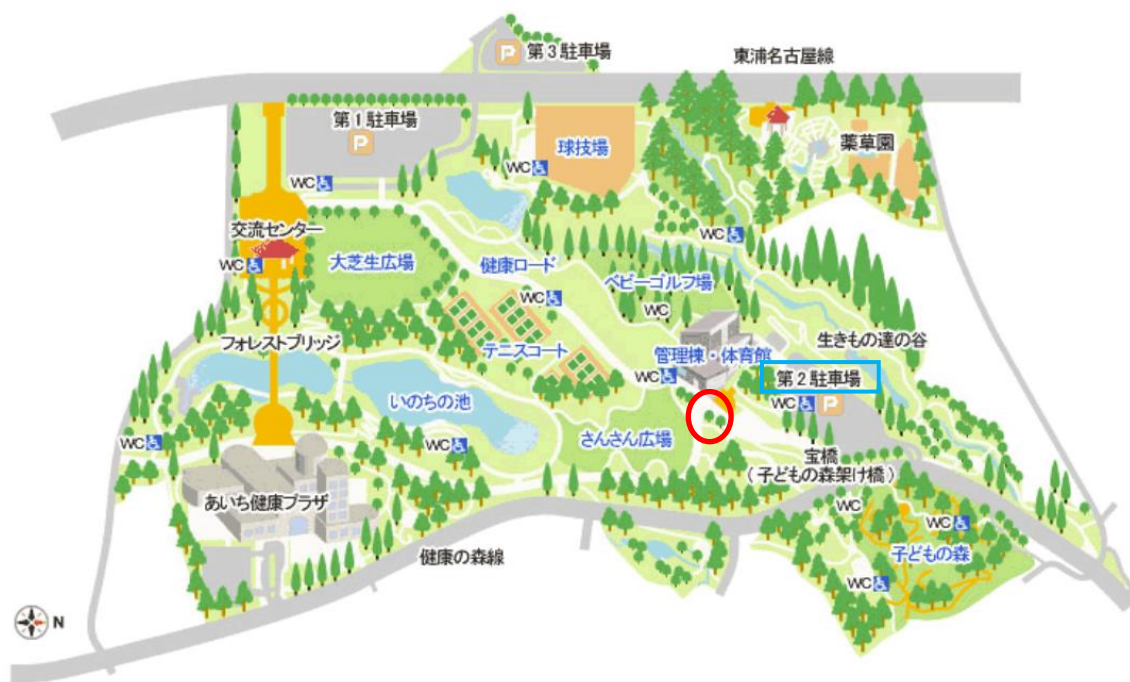 第3駐車場
P
東浦名古屋線
第1駐車場
P
球技場
薬草園
WC
WC
交流センター
WC
WC
大芝生広場
健康ロード
ベビーゴルフ場
WC
WC
フォレストブリッジ
テニスコート
管理棟・体育館
生きもの達の谷
WC
第2駐車場
WC
P
いのちの池
さんさん広場
WC
WC
宝橋
(子どもの森架け橋)
あいち健康プラザ
WC
WC
健康の森線
子どもの森
WC
N